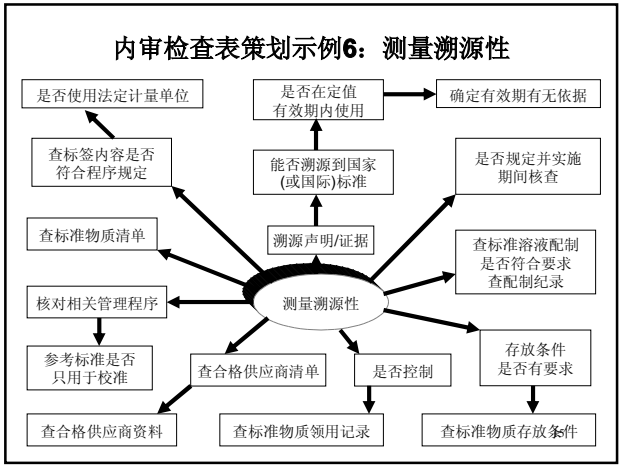 内审检查表策划示例6：测量溯源性
是否使用法定计量单位
是否在定值
有效期内使用
确定有效期有无依据
查标签内容是否
符合程序规定
能否溯源到国家
(或国际)标准
是否规定并实施
期间核查
查标准物质清单
溯源声明/证据
查标准溶液配制
是否符合要求
查配制纪录
核对相关管理程序
测量溯源性
参考标准是否
只用于校准
查合格供应商清单
是否控制
存放条件
是否有要求
查合格供应商资料
查标准物质领用记录
查标准物质存放条件